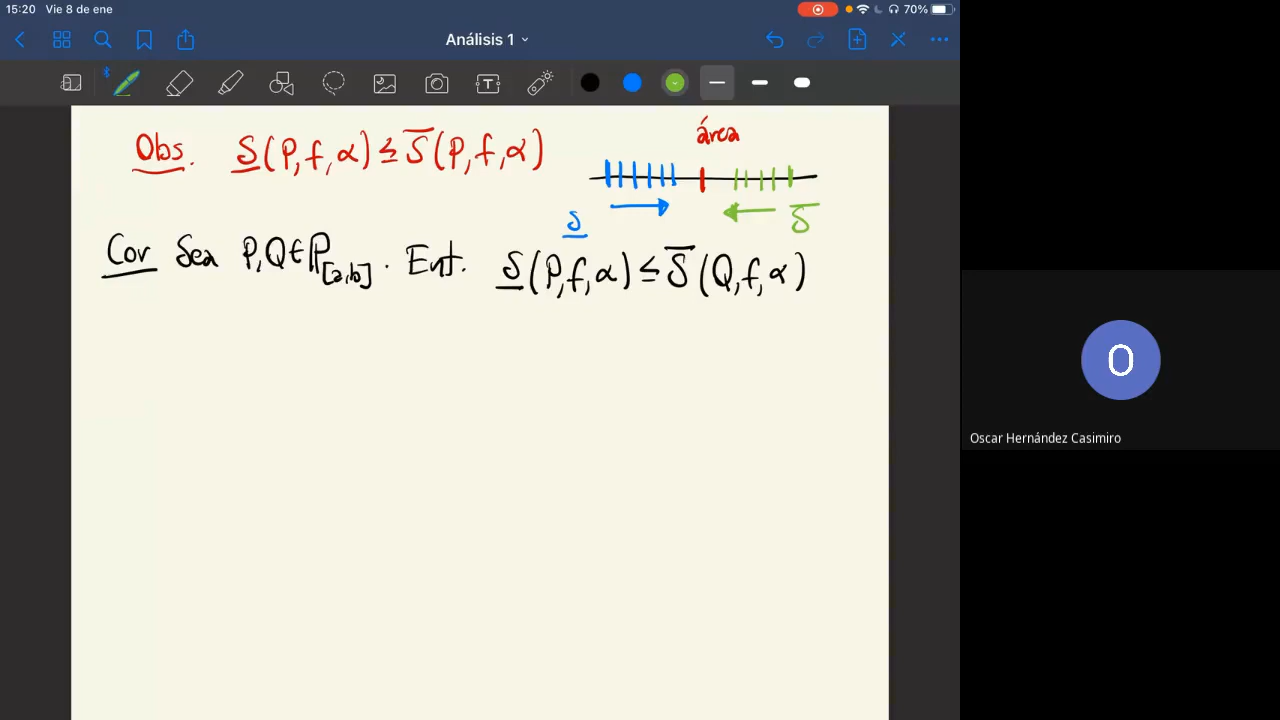 15:20 Vie 8 de ene
70%
Análisis 1
T
Obs. S̲(P,f,α) ≤ S̅(P,f,α)
área
S̲
S̅
Cor Sea P,Q ∈ ℙ[a,b]. Ent. S̲(P,f,α) ≤ S̅(Q,f,α)
O
Oscar Hernández Casimiro